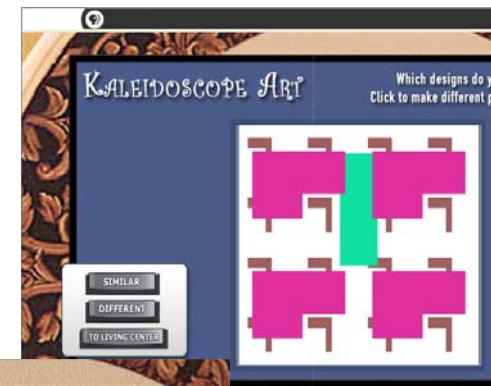 KALEIDOSCOPE ART
Which designs do y
Click to make different p
SIMILAR
DIFFERENT
TO LIVING CENTER